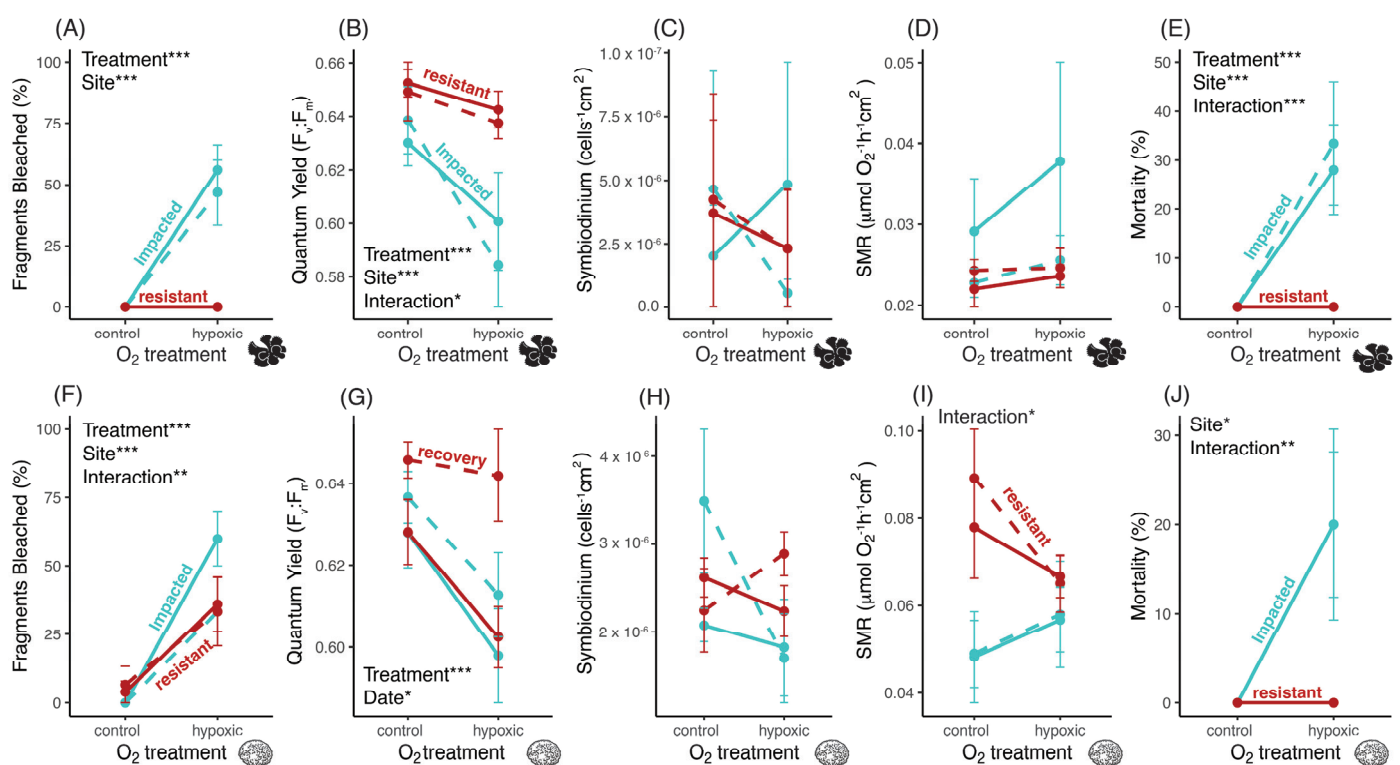 (A)
Fragments Bleached (%)
100
75
50
25
0
Treatment***
Site***
Impacted
resistant
control
hypoxic
O2 treatment
(B)
Quantum Yield (Fv:Fm)
0.66
0.64
0.62
0.60
0.58
resistant
Impacted
Treatment***
Site***
Interaction*
control
hypoxic
O2 treatment
(C)
Symbiodinium (cells-1cm2)
1.0 x 10-7
7.5 x 10-6
5.0 x 10-6
2.5 x 10-6
0.0
control
hypoxic
O2 treatment
(D)
SMR (μmol O2-1h-1cm2)
0.05
0.04
0.03
0.02
control
hypoxic
O2 treatment
(E)
Mortaity (%)
50
40
30
20
10
0
Treatment***
Site***
Interaction***
Impacted
resistant
control
hypoxic
O2 treatment
(F)
Fragments Bleached (%)
100
75
50
25
0
Treatment***
Site***
Interaction**
Impacted
resistant
control
hypoxic
O2 treatment
(G)
Quantum Yield (Fv:Fm)
0.64
0.62
0.60
recovery
Treatment***
Date*
control
hypoxic
O2 treatment
(H)
Symbiodinium (cells-1cm2)
4 x 10-6
3 x 10-6
2 x 10-6
control
hypoxic
O2 treatment
(I)
SMR (μmol O2-1h-1cm2)
0.10
0.08
0.06
0.04
Interaction*
resistant
control
hypoxic
O2 treatment
(J)
Mortality (%)
30
20
10
0
Site*
Interaction**
Impacted
resistant
control
hypoxic
O2 treatment